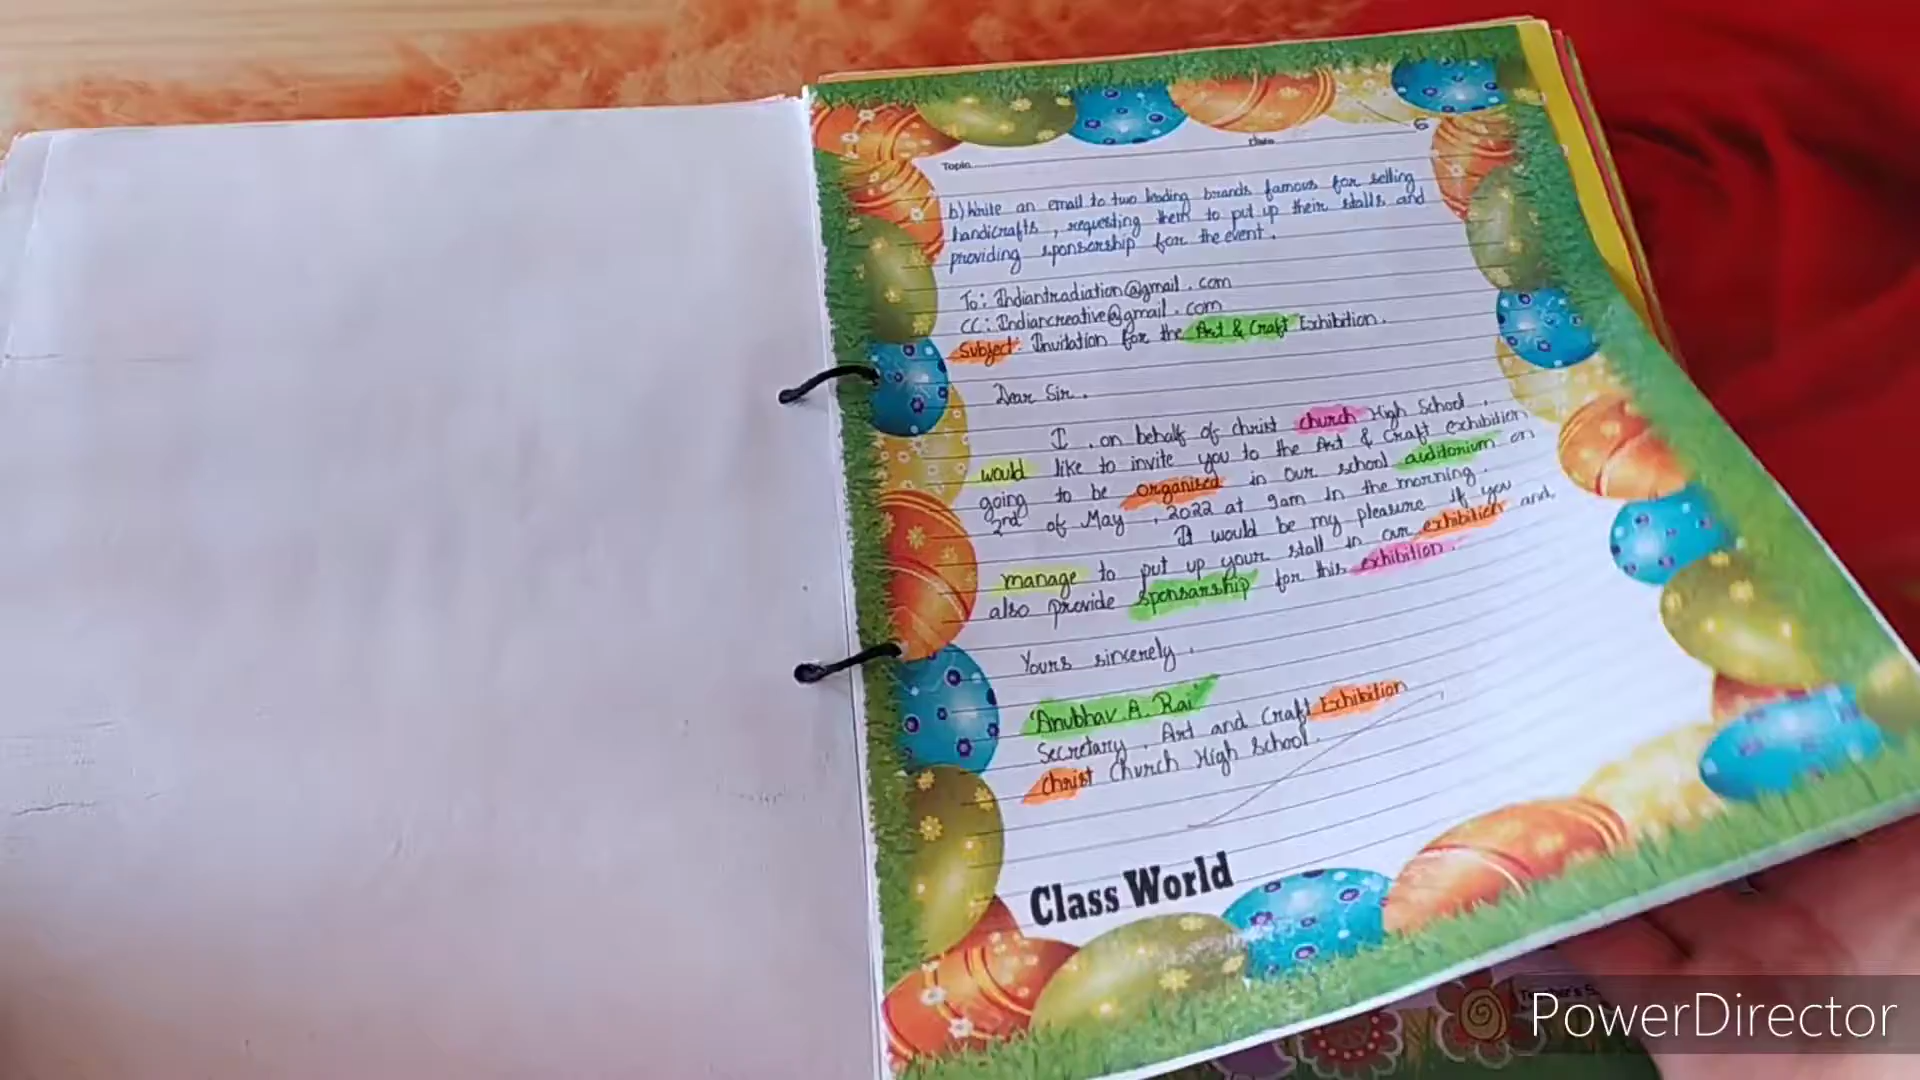 6
Date
Topic
b) Write an email to two leading brands famous for selling
handicrafts, requesting them to put up their stalls and
providing sponsorship for the event.
To: Indiantradiation@gmail.com
CC: Indiancreative@gmail.com
Subject: Invitation for the Art & Craft Exhibition.
Dear Sir,
I, on behalf of christ church High School,
would like to invite you to the Art & Craft exhibition
going to be organised in our school auditorium on
2nd of May, 2022 at 9am in the morning.
It would be my pleasure if you
manage to put up your stall in our exhibition and
also provide sponsarship for this exhibition.
Yours sincerely,
Anubhav. A. Rai
Secretary, Art and Craft Exhibition
Christ Church High School.
Class World
PowerDirector